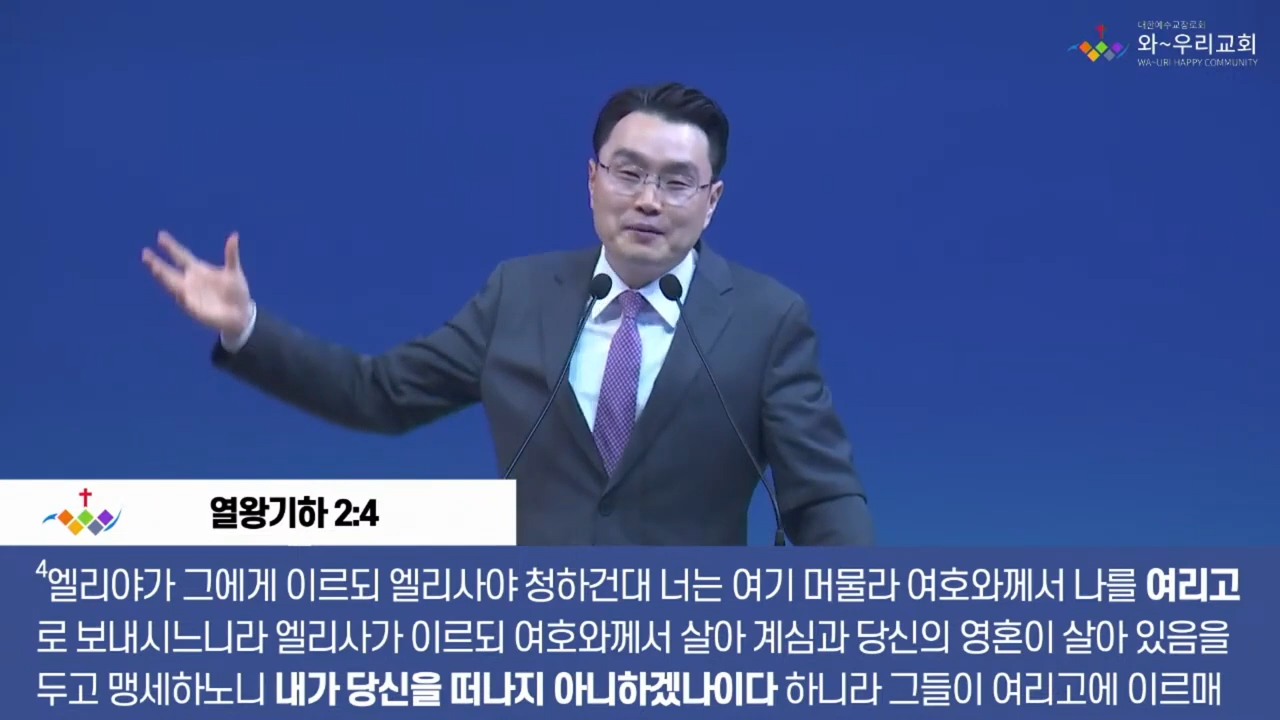 대한예수교장로회
와~우리교회
WA~URI HAPPY COMMUNITY
열왕기하 2:4
4엘리야가 그에게 이르되 엘리사야 청하건대 너는 여기 머물라 여호와께서 나를 여리고
로 보내시느니라 엘리사가 이르되 여호와께서 살아 계심과 당신의 영혼이 살아 있음을
두고 맹세하노니 내가 당신을 떠나지 아니하겠나이다 하니라 그들이 여리고에 이르매